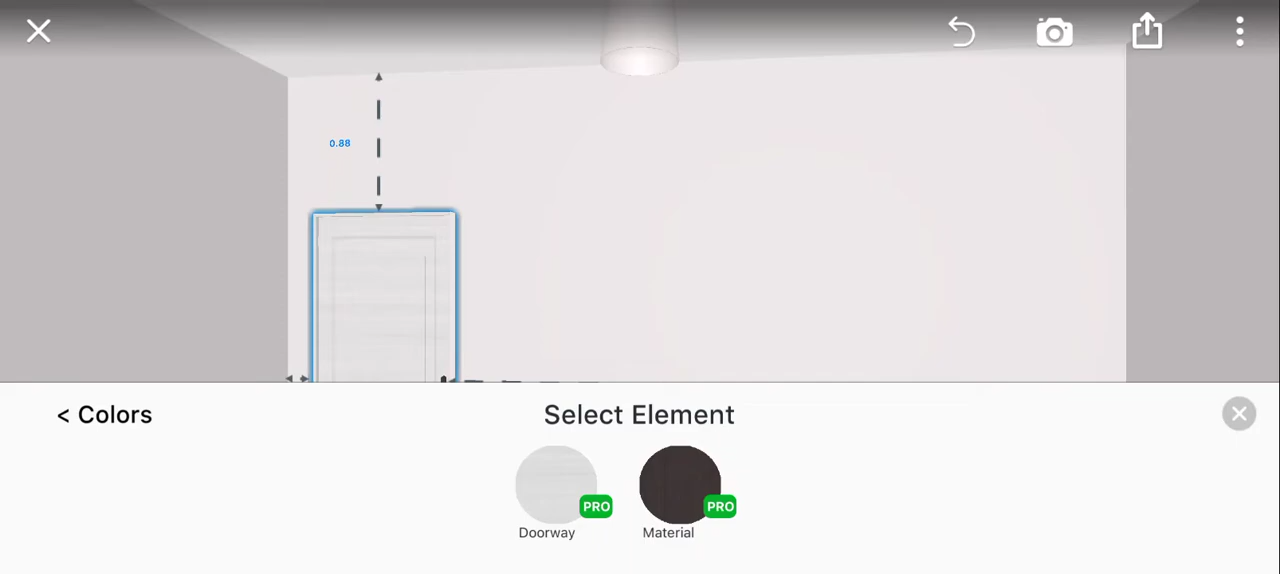 0.88
< Colors
Select Element
PRO
PRO
Doorway
Material